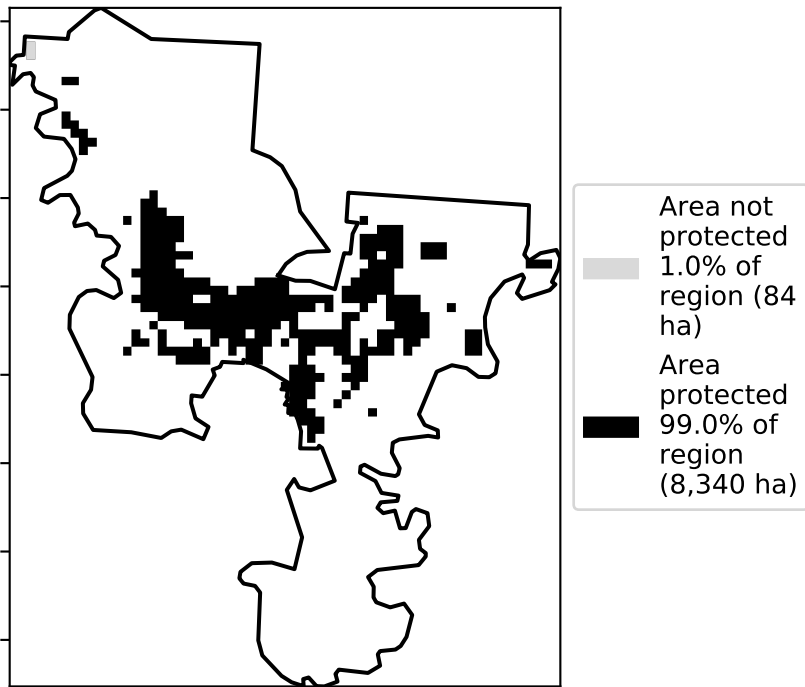 Area not
protected
1.0% of
region (84
ha)
Area
protected
99.0% of
region
(8,340 ha)